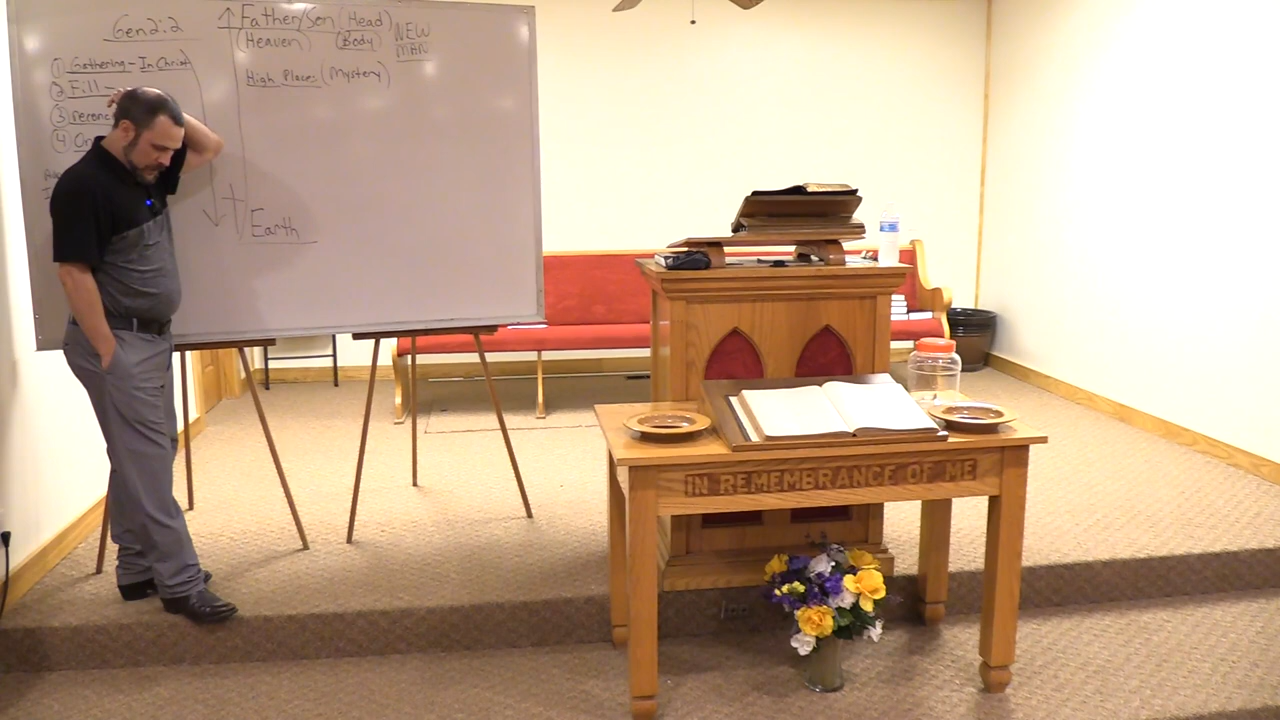 Gen 2:2
① Gathering - In Christ
② Fill -
③ reconc
④ On
↑ Father/Son (Head)
(Heaven) (Body)
NEW
MAN
High Places (Mystery)
Earth
IN REMEMBRANCE OF ME